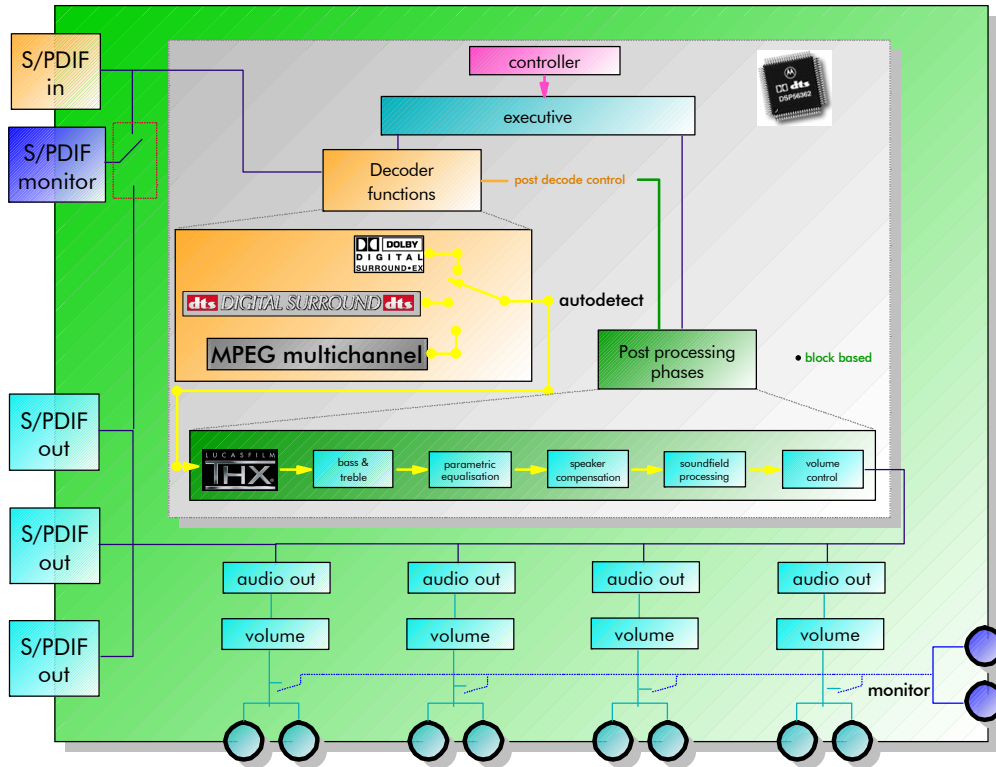 S/PDIF
in
S/PDIF
monitor
controller
executive
dts
DSP56362
Decoder
functions
post decode control
DOLBY
DIGITAL
SURROUND•EX
dts DIGITAL SURROUND dts
autodetect
MPEG multichannel
Post processing
phases
• block based
S/PDIF
out
LUCASFILM
THX
bass &
treble
parametric
equalisation
speaker
compensation
soundfield
processing
volume
control
S/PDIF
out
audio out
audio out
audio out
audio out
S/PDIF
out
volume
volume
volume
volume
monitor